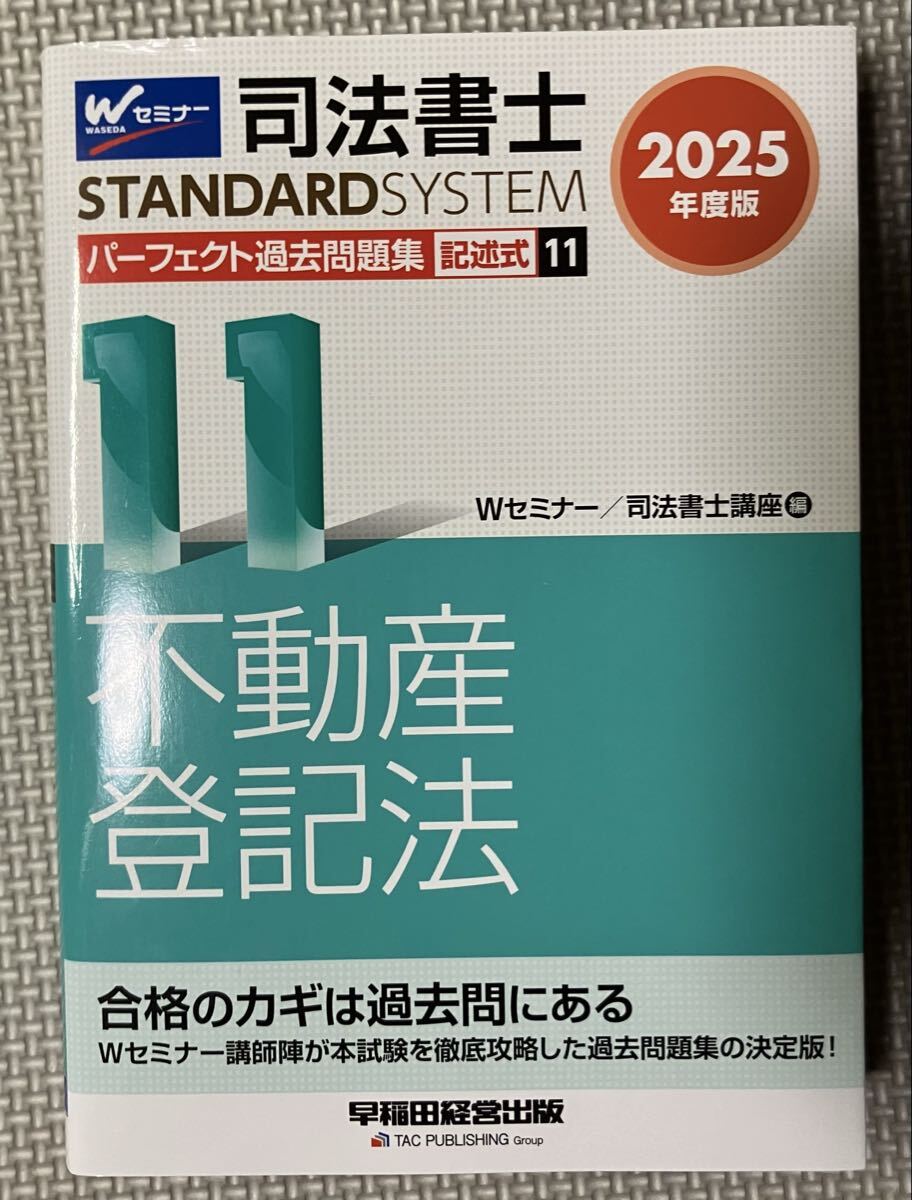 Wセミナー
WASEDA
司法書士
STANDARDSYSTEM
2025
年度版
パーフェクト過去問題集 記述式 11
11
Wセミナー／司法書士講座編
不動産
登記法
合格のカギは過去問にある
Wセミナー講師陣が本試験を徹底攻略した過去問題集の決定版!
早稲田経営出版
TAC PUBLISHING Group